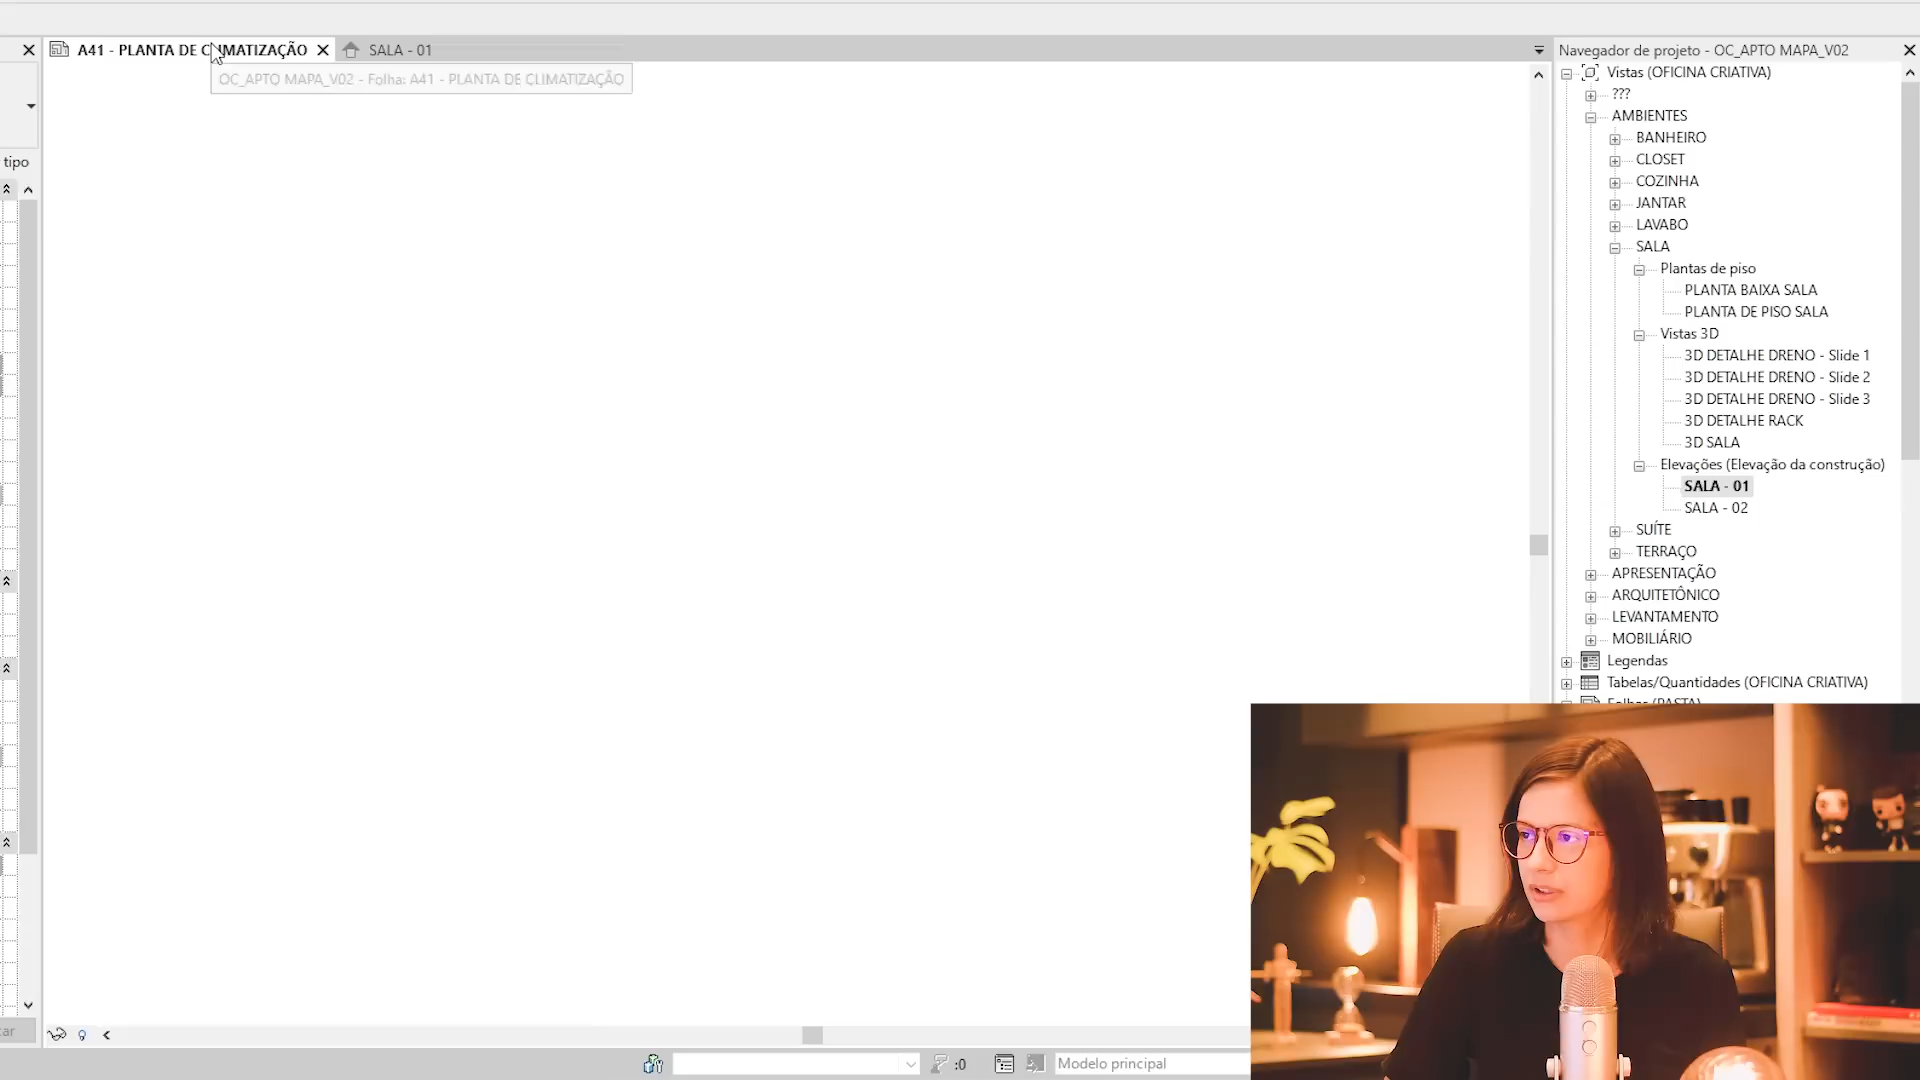 A41 - PLANTA DE CLIMATIZAÇÃO
SALA - 01
OC_APTO MAPA_V02 - Folha: A41 - PLANTA DE CLIMATIZAÇÃO
tipo
:0
Modelo principal
Navegador de projeto - OC_APTO MAPA_V02
Vistas (OFICINA CRIATIVA)
???
AMBIENTES
BANHEIRO
CLOSET
COZINHA
JANTAR
LAVABO
SALA
Plantas de piso
PLANTA BAIXA SALA
PLANTA DE PISO SALA
Vistas 3D
3D DETALHE DRENO - Slide 1
3D DETALHE DRENO - Slide 2
3D DETALHE DRENO - Slide 3
3D DETALHE RACK
3D SALA
Elevações (Elevação da construção)
SALA - 01
SALA - 02
SUÍTE
TERRAÇO
APRESENTAÇÃO
ARQUITETÔNICO
LEVANTAMENTO
MOBILIÁRIO
Legendas
Tabelas/Quantidades (OFICINA CRIATIVA)